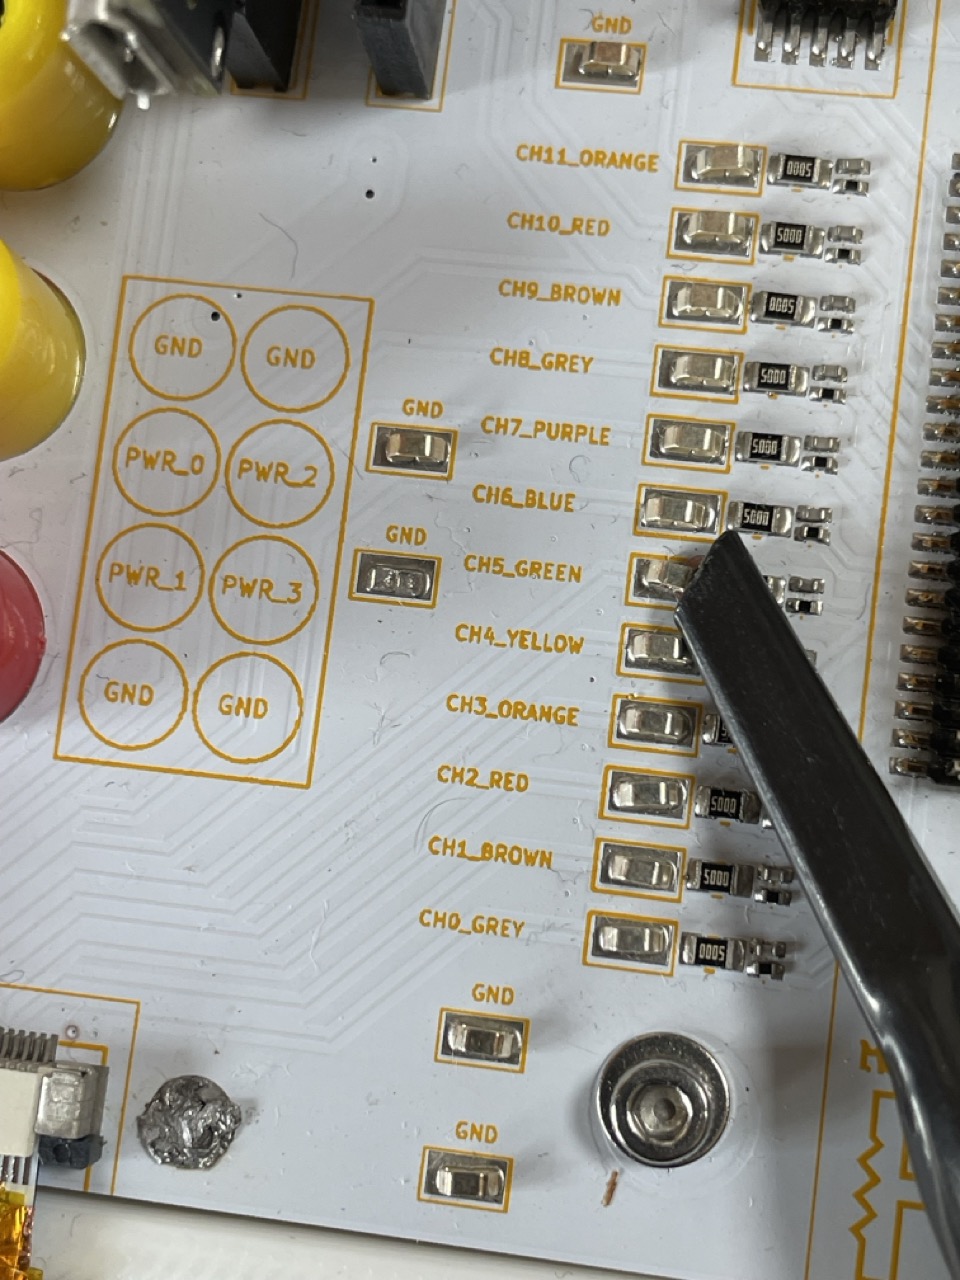 GND
CH11_ORANGE
0005
CH10_RED
5000
CH9_BROWN
0005
CH8_GREY
5000
CH7_PURPLE
5000
CH6_BLUE
5000
CH5_GREEN
CH4_YELLOW
CH3_ORANGE
CH2_RED
5000
CH1_BROWN
5000
CH0_GREY
0005
GND GND
PWR_0 PWR_2
PWR_1 PWR_3
GND GND
GND
GND
GND
GND